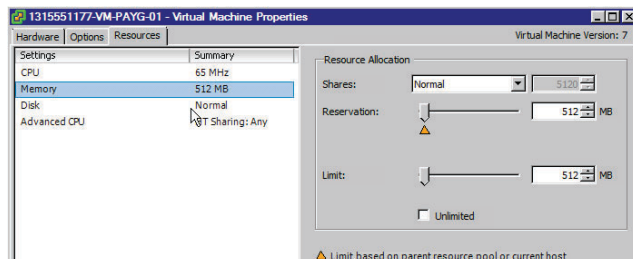 1315551177-VM-PAYG-01 - Virtual Machine Properties
Hardware Options Resources Virtual Machine Version: 7
Settings Summary
CPU 65 MHz
Memory 512 MB
Disk Normal
Advanced CPU HT Sharing: Any
Resource Allocation
Shares: Normal 5120
Reservation: 512 MB
Limit: 512 MB
Unlimited
Limit based on parent resource pool or current host